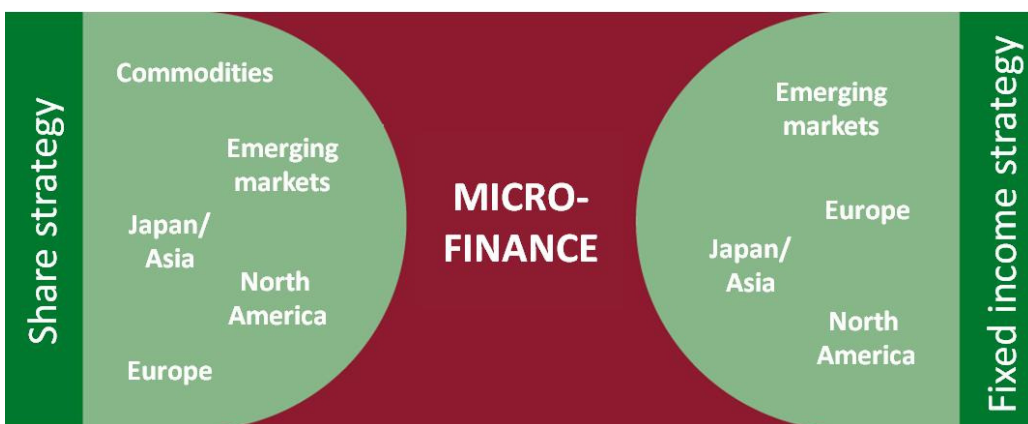 Share strategy
Commodities
Emerging
markets
Japan/
Asia
North
America
Europe
MICRO-
FINANCE
Emerging
markets
Europe
Japan/
Asia
North
America
Fixed income strategy